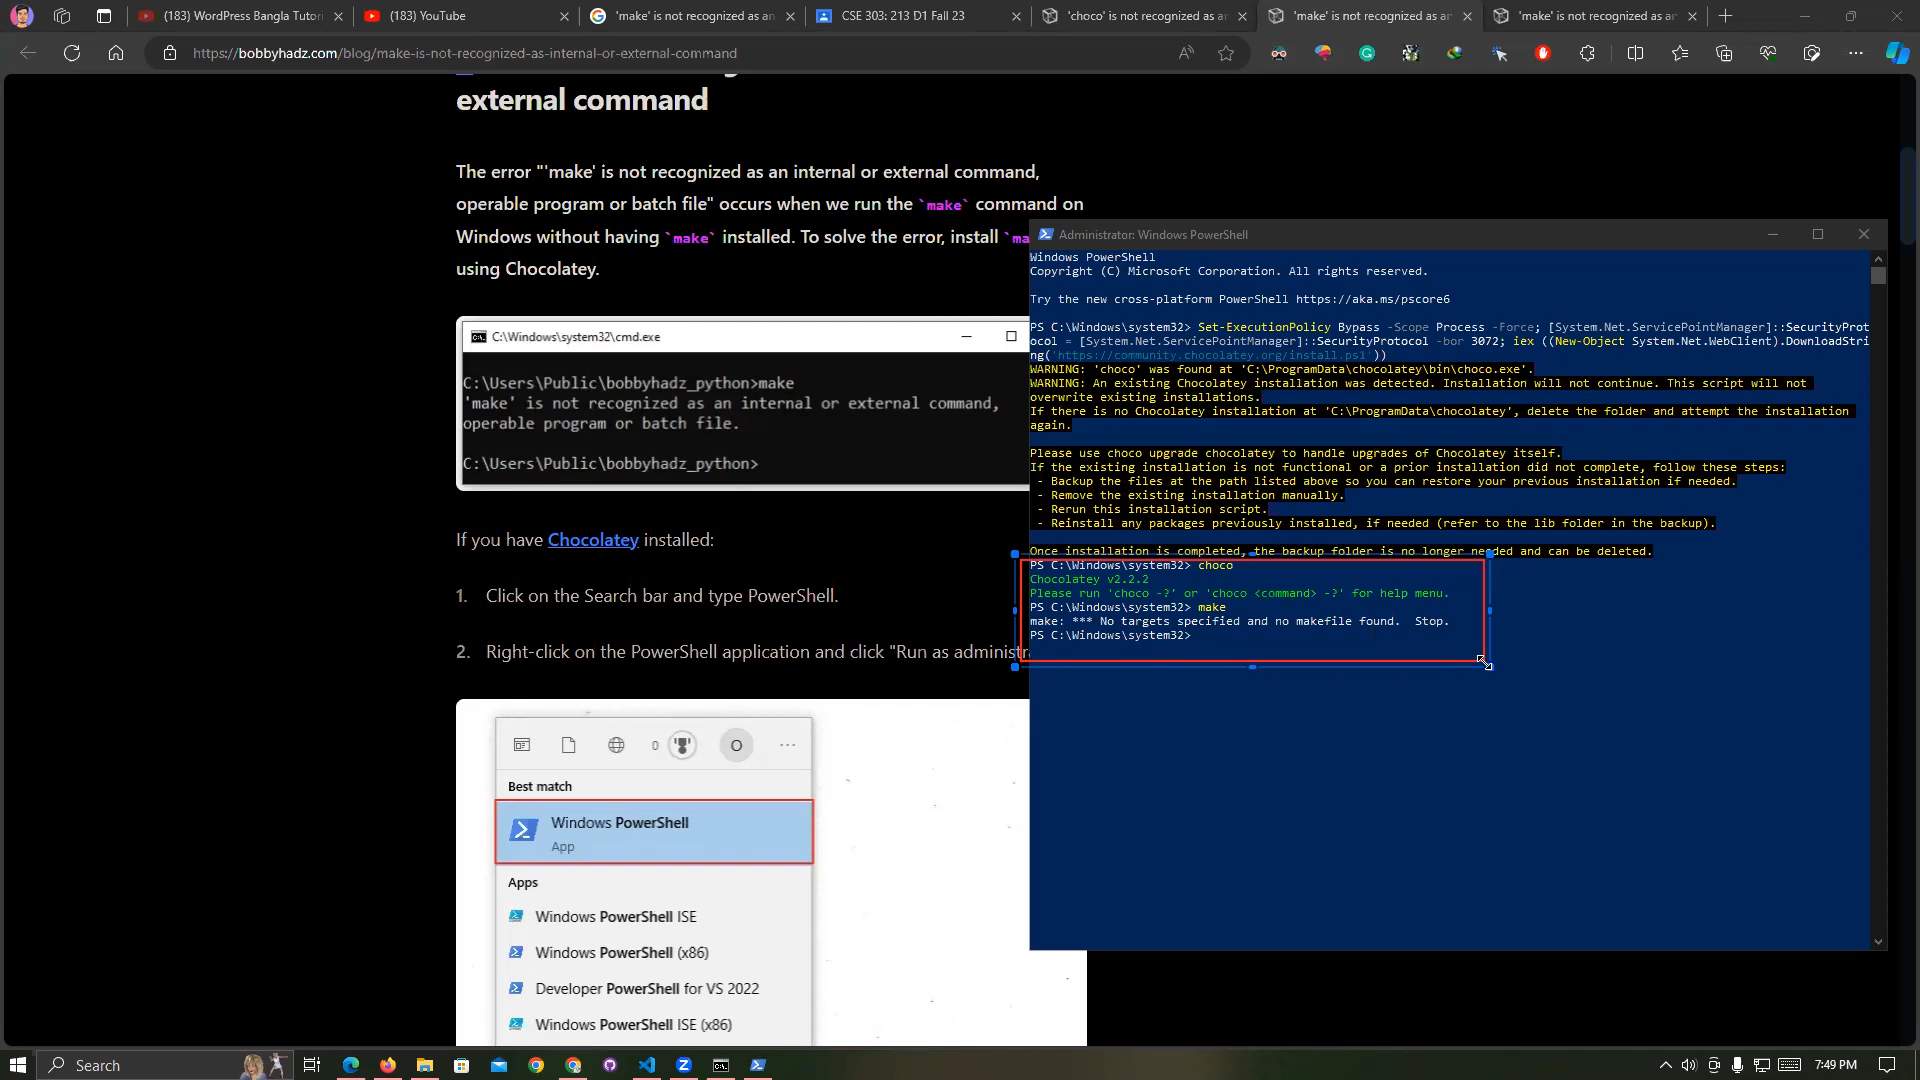 (183) WordPress Bangla Tutori
(183) YouTube
'make' is not recognized as an
CSE 303: 213 D1 Fall 23
'choco' is not recognized as an
'make' is not recognized as an
'make' is not recognized as an
https://bobbyhadz.com/blog/make-is-not-recognized-as-internal-or-external-command
external command
The error "'make' is not recognized as an internal or external command,
operable program or batch file" occurs when we run the `make` command on
Windows without having `make` installed. To solve the error, install `ma
using Chocolatey.
C:\Windows\system32\cmd.exe
C:\Users\Public\bobbyhadz_python>make
'make' is not recognized as an internal or external command,
operable program or batch file.
C:\Users\Public\bobbyhadz_python>
If you have Chocolatey installed:
1. Click on the Search bar and type PowerShell.
2. Right-click on the PowerShell application and click "Run as administra
0
O
Best match
Windows PowerShell
App
Apps
Windows PowerShell ISE
Windows PowerShell (x86)
Developer PowerShell for VS 2022
Windows PowerShell ISE (x86)
Administrator: Windows PowerShell
Windows PowerShell
Copyright (C) Microsoft Corporation. All rights reserved.
Try the new cross-platform PowerShell https://aka.ms/pscore6
PS C:\Windows\system32> Set-ExecutionPolicy Bypass -Scope Process -Force; [System.Net.ServicePointManager]::SecurityProt
ocol = [System.Net.ServicePointManager]::SecurityProtocol -bor 3072; iex ((New-Object System.Net.WebClient).DownloadStri
ng('https://community.chocolatey.org/install.ps1'))
WARNING: 'choco' was found at 'C:\ProgramData\chocolatey\bin\choco.exe'.
WARNING: An existing Chocolatey installation was detected. Installation will not continue. This script will not
overwrite existing installations.
If there is no Chocolatey installation at 'C:\ProgramData\chocolatey', delete the folder and attempt the installation
again.
Please use choco upgrade chocolatey to handle upgrades of Chocolatey itself.
If the existing installation is not functional or a prior installation did not complete, follow these steps:
- Backup the files at the path listed above so you can restore your previous installation if needed.
- Remove the existing installation manually.
- Rerun this installation script.
- Reinstall any packages previously installed, if needed (refer to the lib folder in the backup).
Once installation is completed, the backup folder is no longer needed and can be deleted.
PS C:\Windows\system32> choco
Chocolatey v2.2.2
Please run 'choco -?' or 'choco <command> -?' for help menu.
PS C:\Windows\system32> make
make: *** No targets specified and no makefile found.  Stop.
PS C:\Windows\system32>
Search
7:49 PM